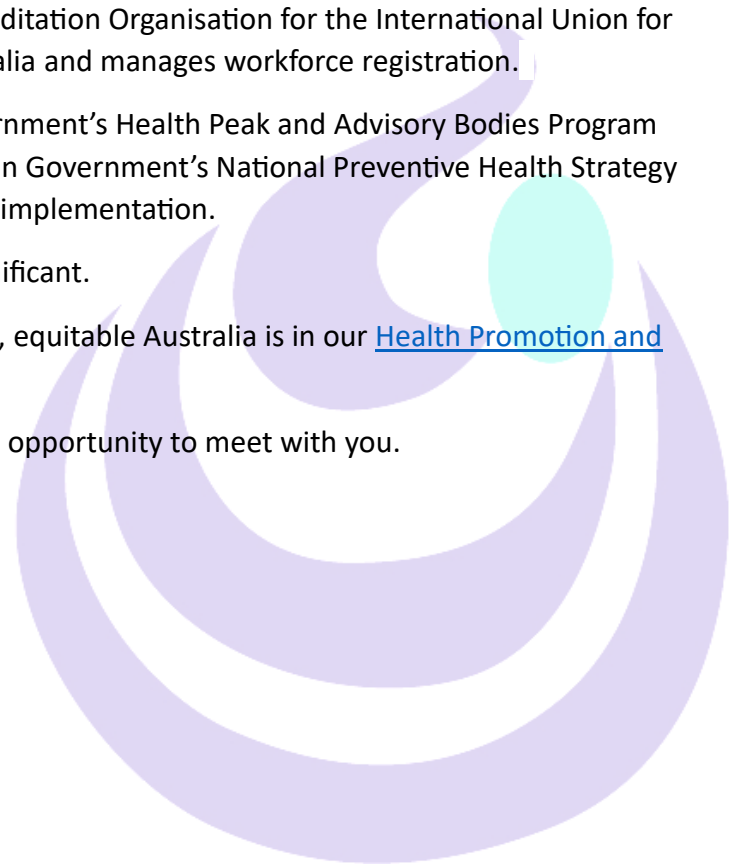 ditation Organisation for the International Union for
alia and manages workforce registration.
rnment's Health Peak and Advisory Bodies Program
n Government's National Preventive Health Strategy
implementation.
ificant.
, equitable Australia is in our Health Promotion and
opportunity to meet with you.